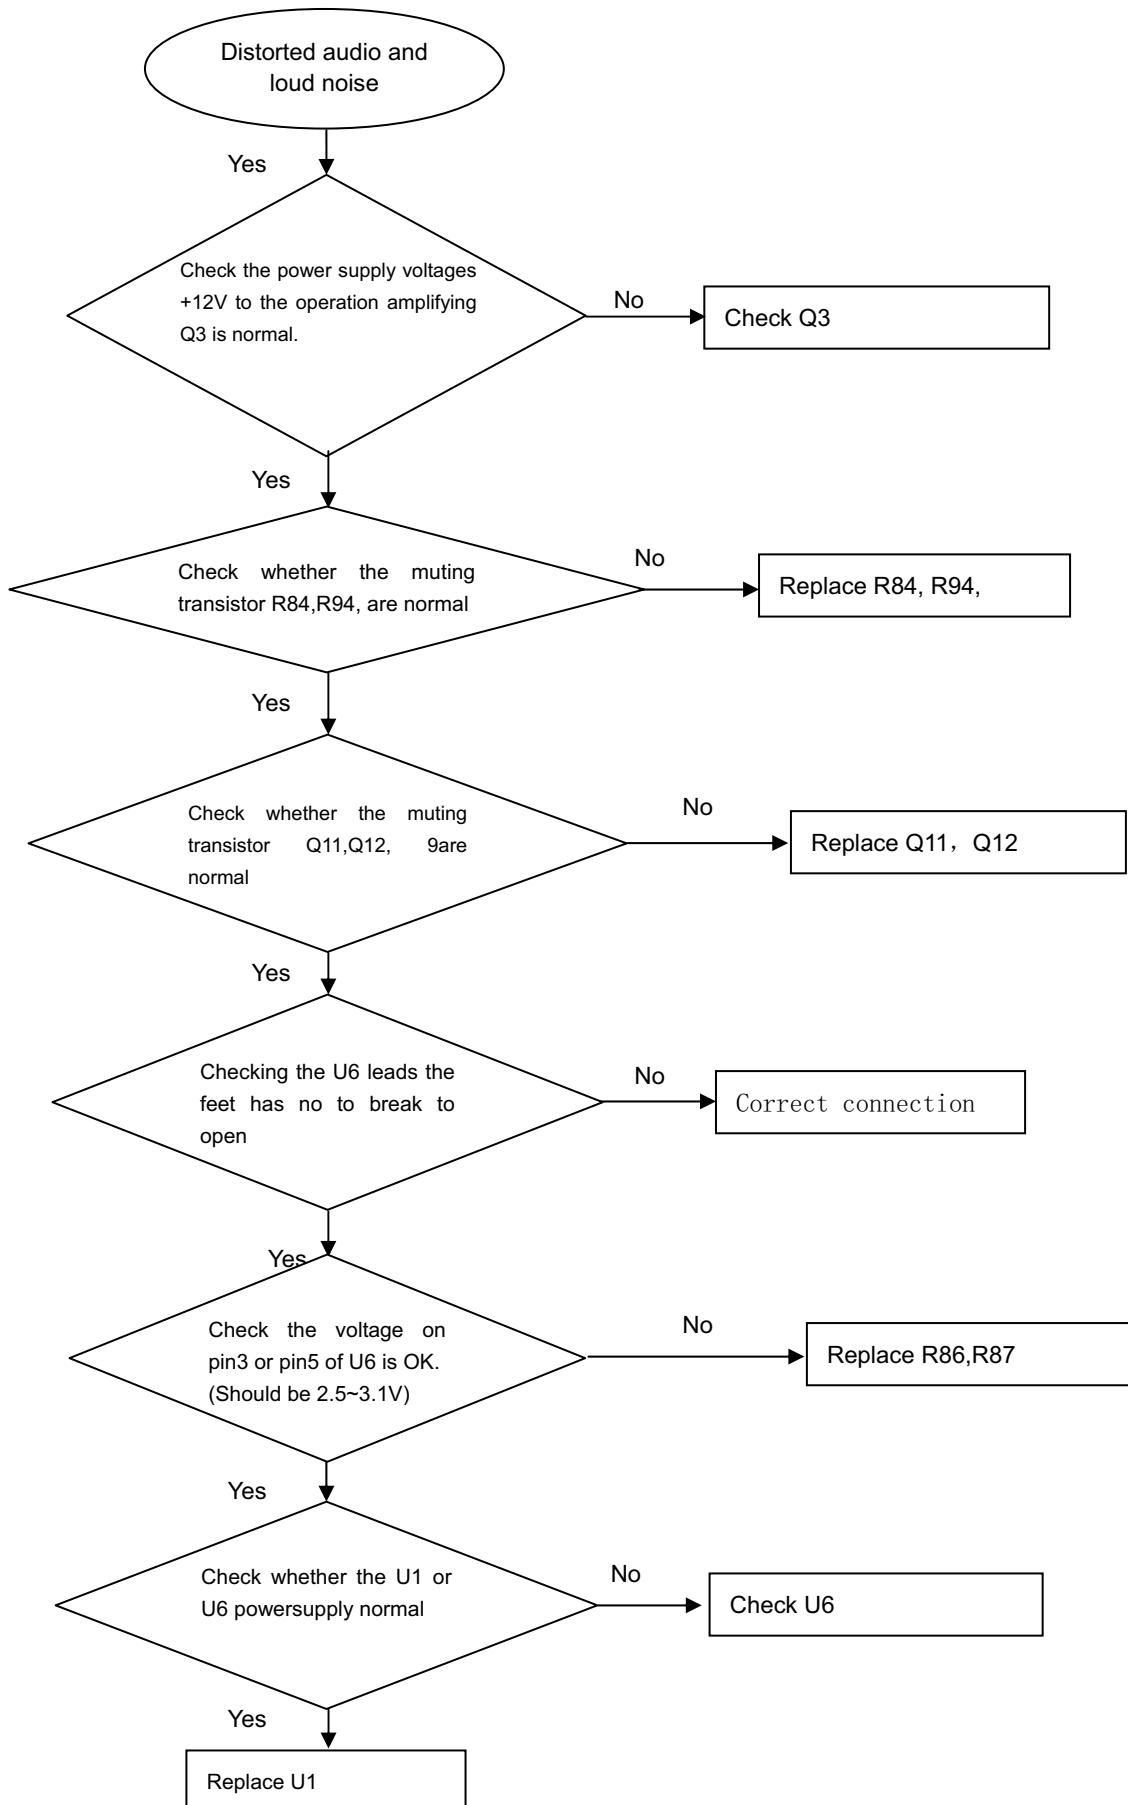 Distorted audio and
loud noise
Yes
Check the power supply voltages
+12V to the operation amplifying
Q3 is normal.
No
Check Q3
Yes
Check whether the muting
transistor R84,R94, are normal
No
Replace R84, R94,
Yes
Check whether the muting
transistor Q11,Q12, 9are
normal
No
Replace Q11，Q12
Yes
Checking the U6 leads the
feet has no to break to
open
No
Correct connection
Yes
Check the voltage on
pin3 or pin5 of U6 is OK.
(Should be 2.5~3.1V)
No
Replace R86,R87
Yes
Check whether the U1 or
U6 powersupply normal
No
Check U6
Yes
Replace U1